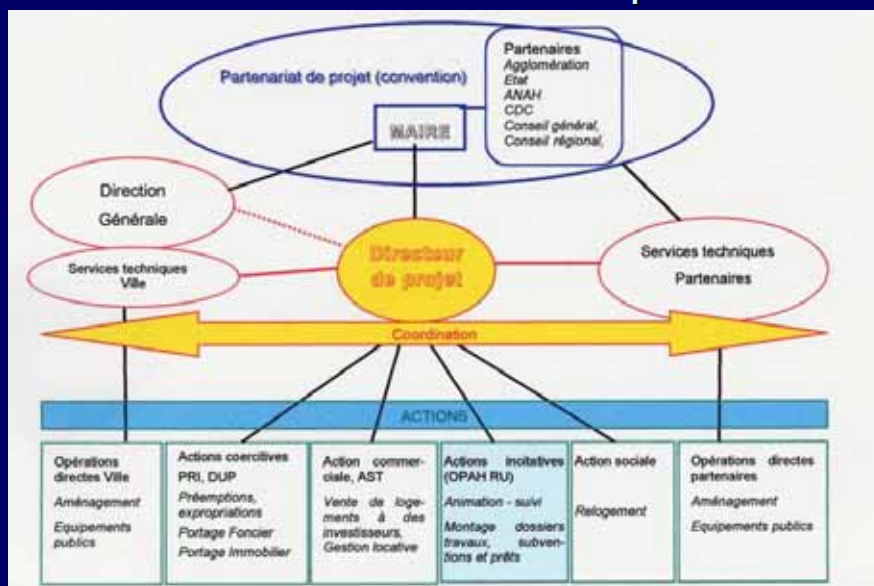 Partenaires
Agglomération
Etat
ANAH
CDC
Conseil général,
Conseil régional,
Partenariat de projet (convention)
MAIRE
Direction
Générale
Services techniques
Ville
Directeur
de projet
Services techniques
Partenaires
Coordination
ACTIONS
Opérations
directes Ville
Aménagement
Equipements
publics
Actions coercitives
PRI, DUP
Préemptions,
expropriations
Portage Foncier
Portage Immobilier
Action commer-
ciale, AST
Vente de loge-
ments à des
investisseurs,
Gestion locative
Actions incitatives
(OPAH RU)
Animation - suivi
Montage dossiers
travaux, subven-
tions et prêts
Action sociale
Relogement
Opérations directes
partenaires
Aménagement
Equipements publics